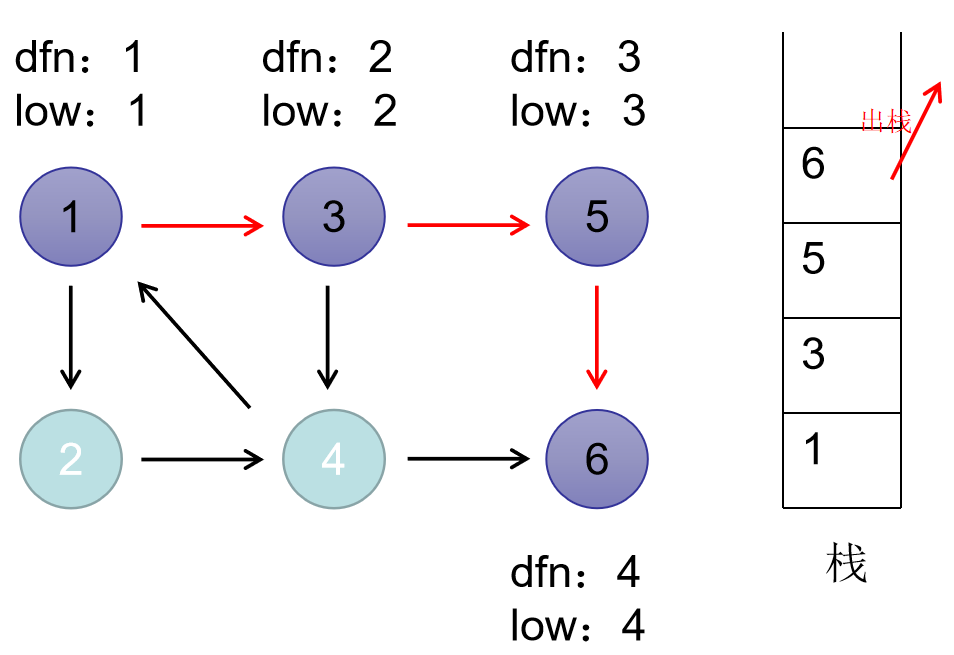 dfn：1
low：1
dfn：2
low：2
dfn：3
low：3
1
3
5
2
4
6
dfn：4
low：4
出栈
6
5
3
1
栈